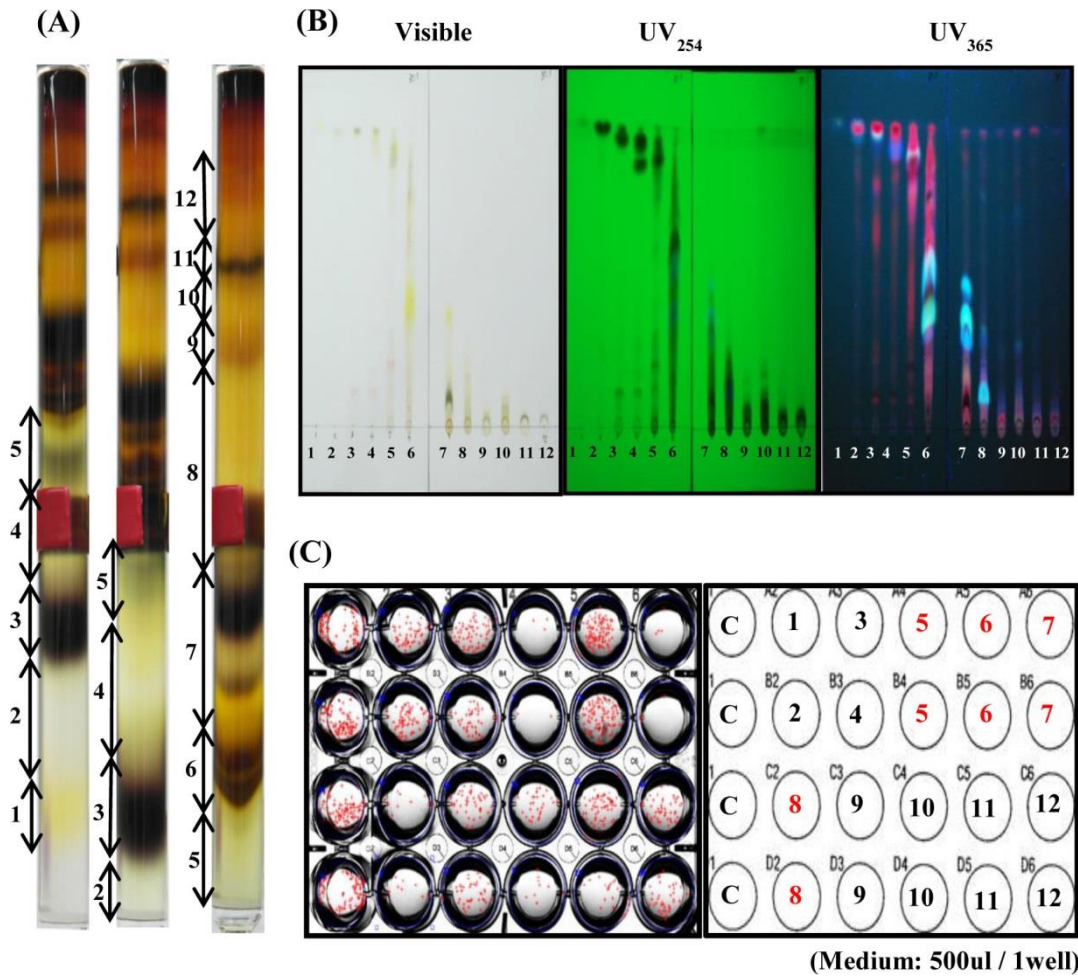 (A)
12
11
10
9
8
7
6
5
5
4
3
2
1
5
4
3
2
(B)
Visible
UV254
UV365
1 2 3 4 5 6 7 8 9 10 11 12
1 2 3 4 5 6 7 8 9 10 11 12
1 2 3 4 5 6 7 8 9 10 11 12
(C)
C 1 3 5 6 7
C 2 4 5 6 7
C 8 9 10 11 12
C 8 9 10 11 12
(Medium: 500ul / 1well)